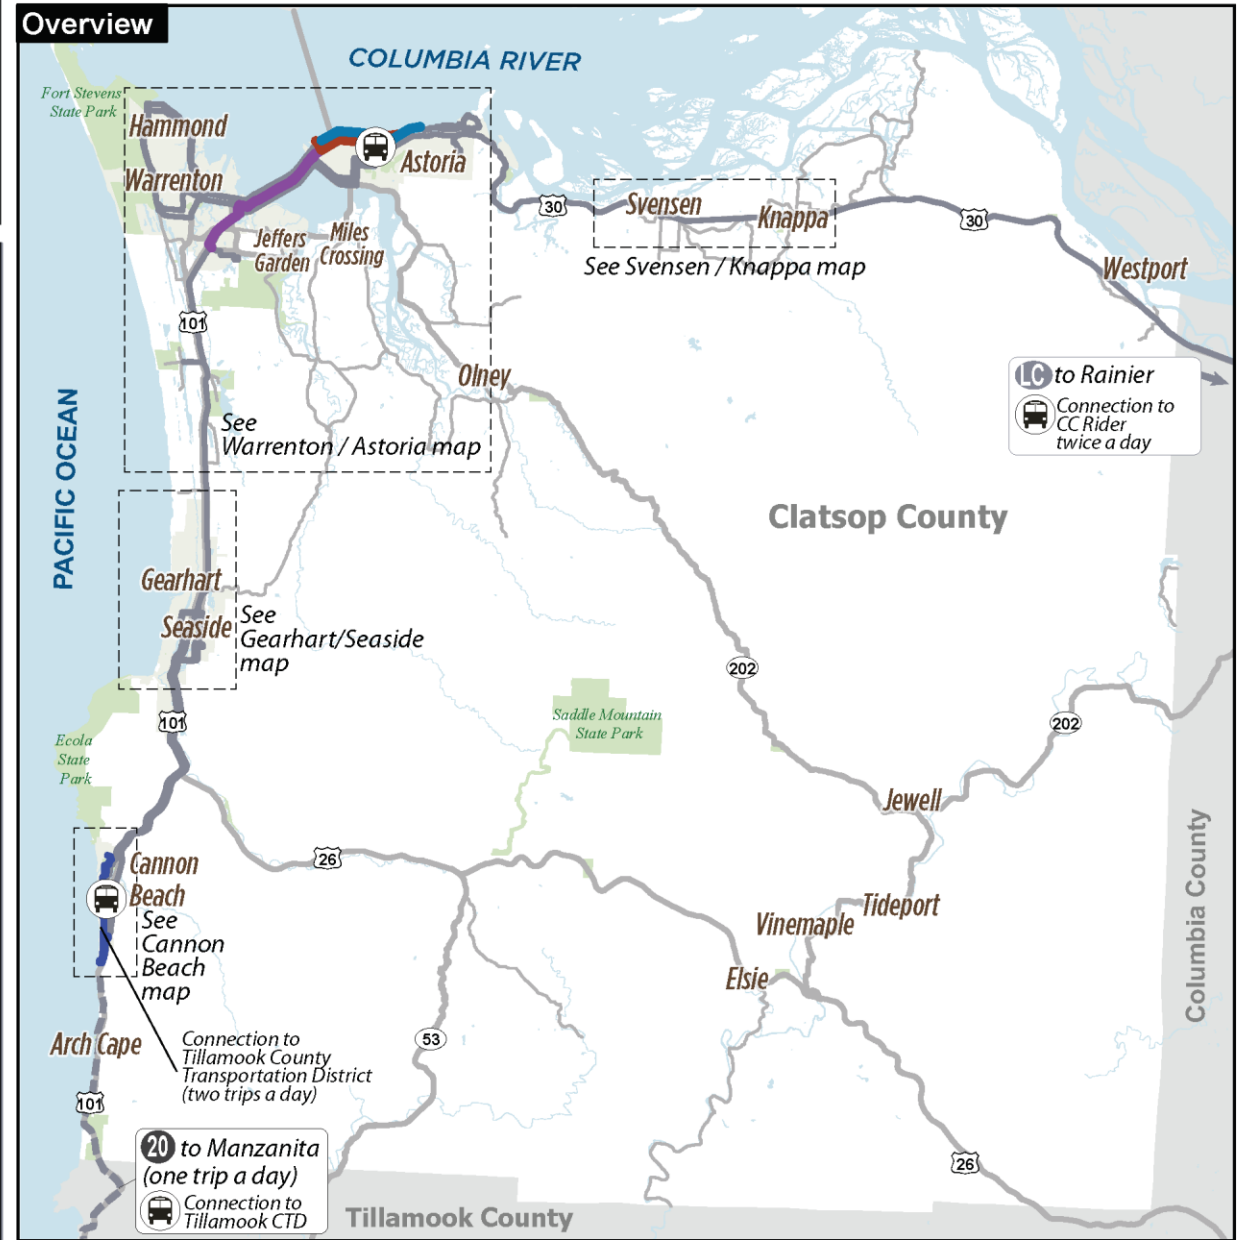 Overview
COLUMBIA RIVER
Fort Stevens
State Park
Hammond
Warrenton
Astoria
Jeffers
Garden
Miles
Crossing
30
Svensen
Knappa
30
See Svensen / Knappa map
Westport
101
Olney
LC to Rainier
Connection to
CC Rider
twice a day
See
Warrenton / Astoria map
PACIFIC OCEAN
Clatsop County
Gearhart
Seaside
See
Gearhart/Seaside
map
202
101
Saddle Mountain
State Park
202
Ecola
State
Park
Jewell
26
Cannon
Beach
See
Cannon
Beach
map
Tideport
Vinemaple
Elsie
Columbia County
Arch Cape
Connection to
Tillamook County
Transportation District
(two trips a day)
53
101
20 to Manzanita
(one trip a day)
Connection to
Tillamook CTD
26
Tillamook County